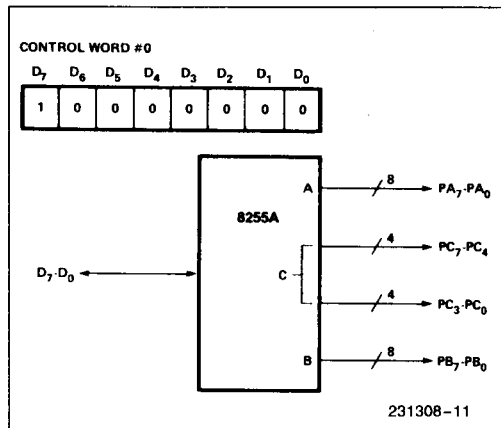 CONTROL WORD #0
D7 D6 D5 D4 D3 D2 D1 D0
1 0 0 0 0 0 0 0
8255A
A
8
PA7-PA0
4
PC7-PC4
D7-D0
C
4
PC3-PC0
B
8
PB7-PB0
231308-11